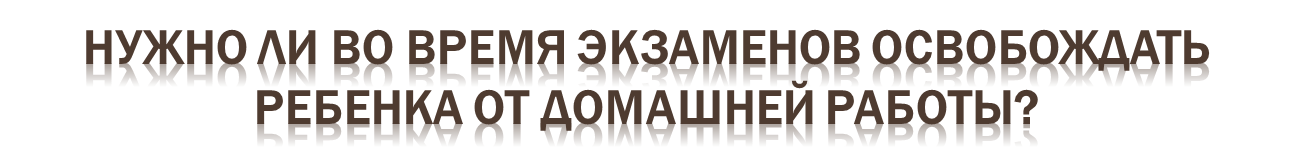 НУЖНО ЛИ ВО ВРЕМЯ ЭКЗАМЕНОВ ОСВОБОЖДАТЬ
РЕБЕНКА ОТ ДОМАШНЕЙ РАБОТЫ?